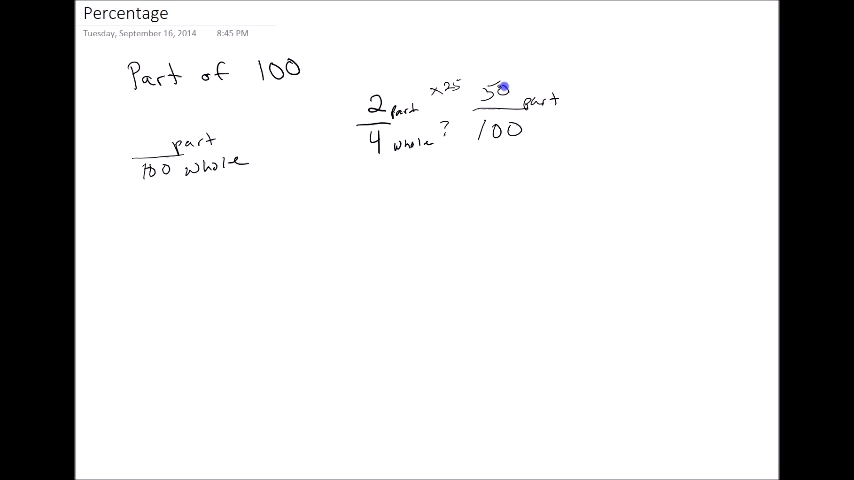 Percentage
Tuesday, September 16, 2014 8:45 PM
Part of 100
part
100 whole
2 part ×25 50 part
4 whole ? 100